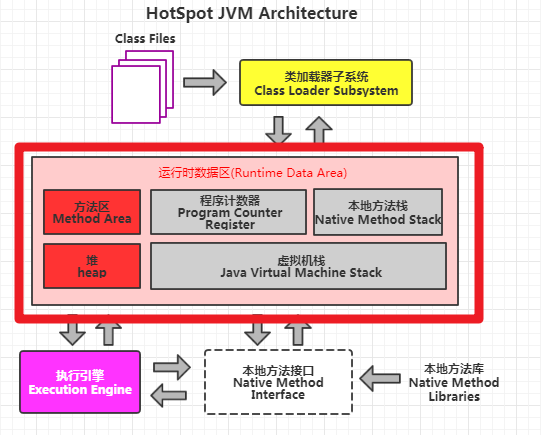 HotSpot JVM Architecture
Class Files
类加载器子系统
Class Loader Subsystem
运行时数据区(Runtime Data Area)
方法区
Method Area
程序计数器
Program Counter
Register
本地方法栈
Native Method Stack
堆
heap
虚拟机栈
Java Virtual Machine Stack
执行引擎
Execution Engine
本地方法接口
Native Method
Interface
本地方法库
Native Method
Libraries